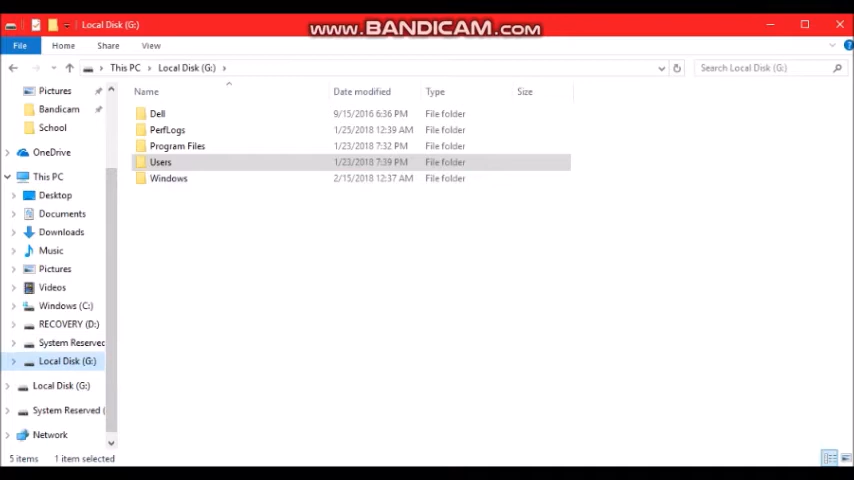 Local Disk (G:)
www.BANDICAM.com
File Home Share View
This PC Local Disk (G:)
Search Local Disk (G:)
Name Date modified Type Size
Dell 9/15/2016 6:36 PM File folder
PerfLogs 1/25/2018 12:39 AM File folder
Program Files 1/23/2018 7:32 PM File folder
Users 1/23/2018 7:39 PM File folder
Windows 2/15/2018 12:37 AM File folder
Pictures
Bandicam
School
OneDrive
This PC
Desktop
Documents
Downloads
Music
Pictures
Videos
Windows (C:)
RECOVERY (D:)
System Reserved
Local Disk (G:)
Local Disk (G:)
System Reserved (
Network
5 items 1 item selected